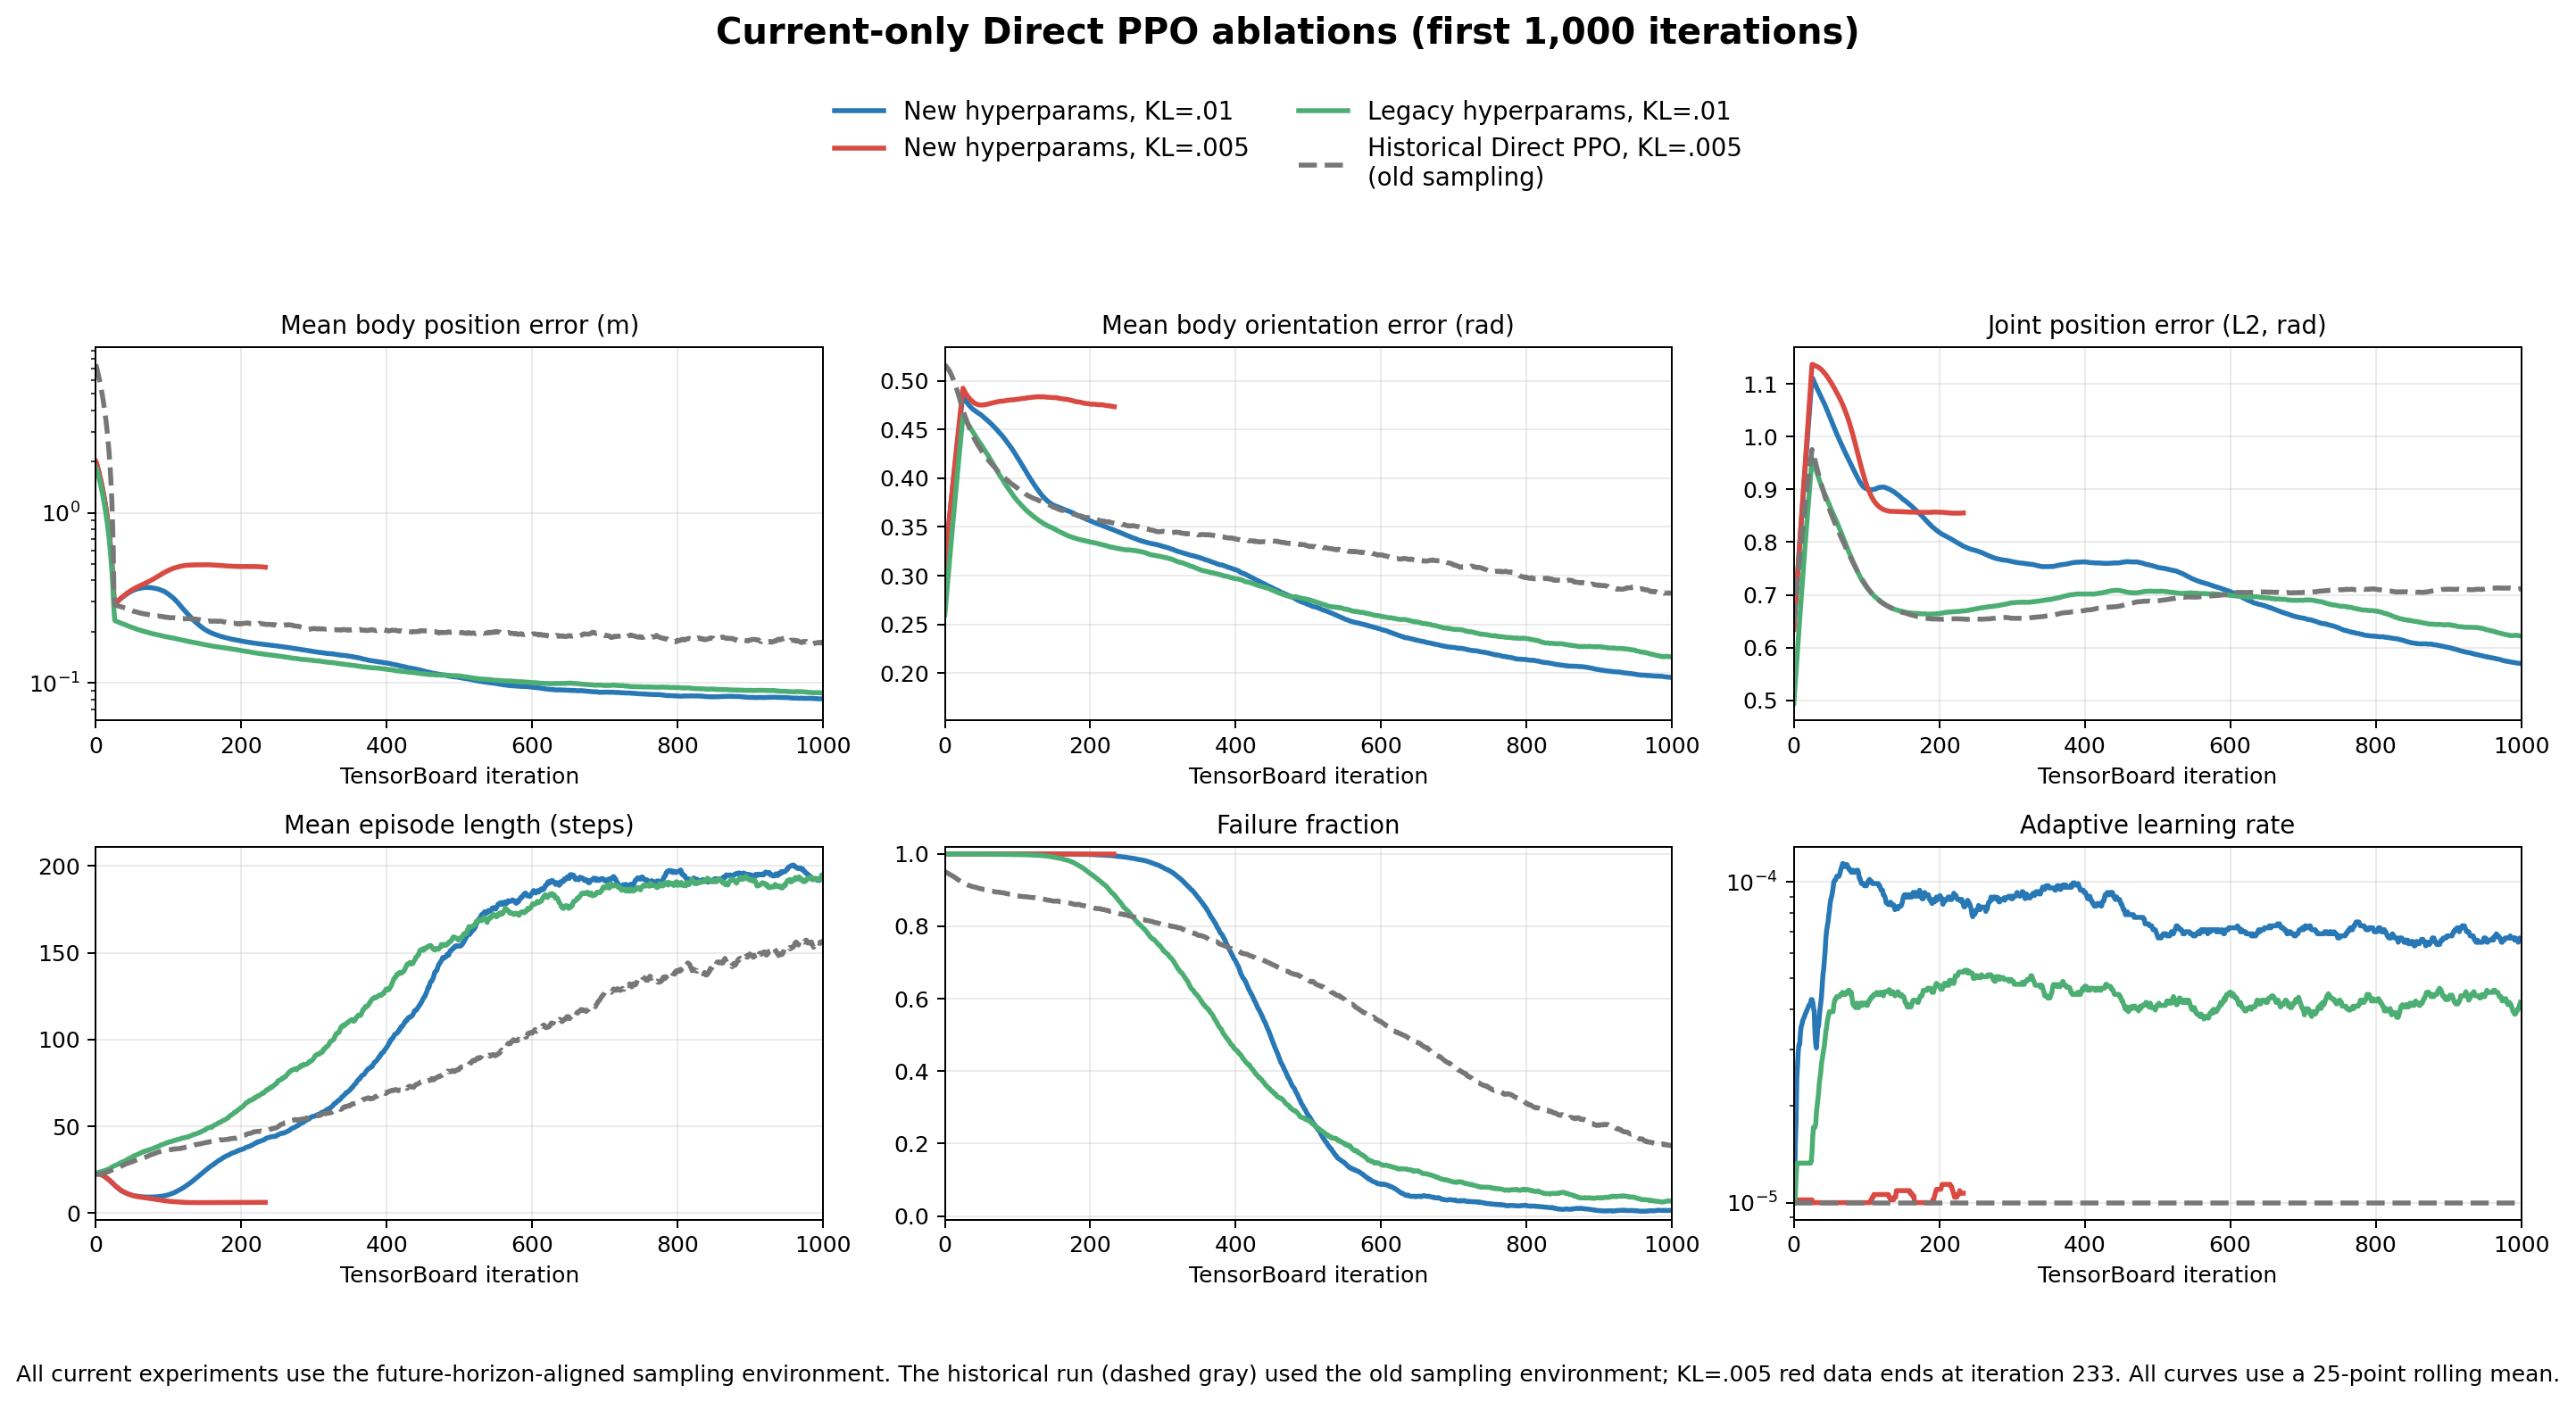 Current-only Direct PPO ablations (first 1,000 iterations)
New hyperparams, KL=.01
New hyperparams, KL=.005
Legacy hyperparams, KL=.01
Historical Direct PPO, KL=.005
(old sampling)
Mean body position error (m)
10⁰
10⁻¹
0 200 400 600 800 1000
TensorBoard iteration
Mean body orientation error (rad)
0.50
0.45
0.40
0.35
0.30
0.25
0.20
0 200 400 600 800 1000
TensorBoard iteration
Joint position error (L2, rad)
1.1
1.0
0.9
0.8
0.7
0.6
0.5
0 200 400 600 800 1000
TensorBoard iteration
Mean episode length (steps)
200
150
100
50
0
0 200 400 600 800 1000
TensorBoard iteration
Failure fraction
1.0
0.8
0.6
0.4
0.2
0.0
0 200 400 600 800 1000
TensorBoard iteration
Adaptive learning rate
10⁻⁴
10⁻⁵
0 200 400 600 800 1000
TensorBoard iteration
All current experiments use the future-horizon-aligned sampling environment. The historical run (dashed gray) used the old sampling environment; KL=.005 red data ends at iteration 233. All curves use a 25-point rolling mean.